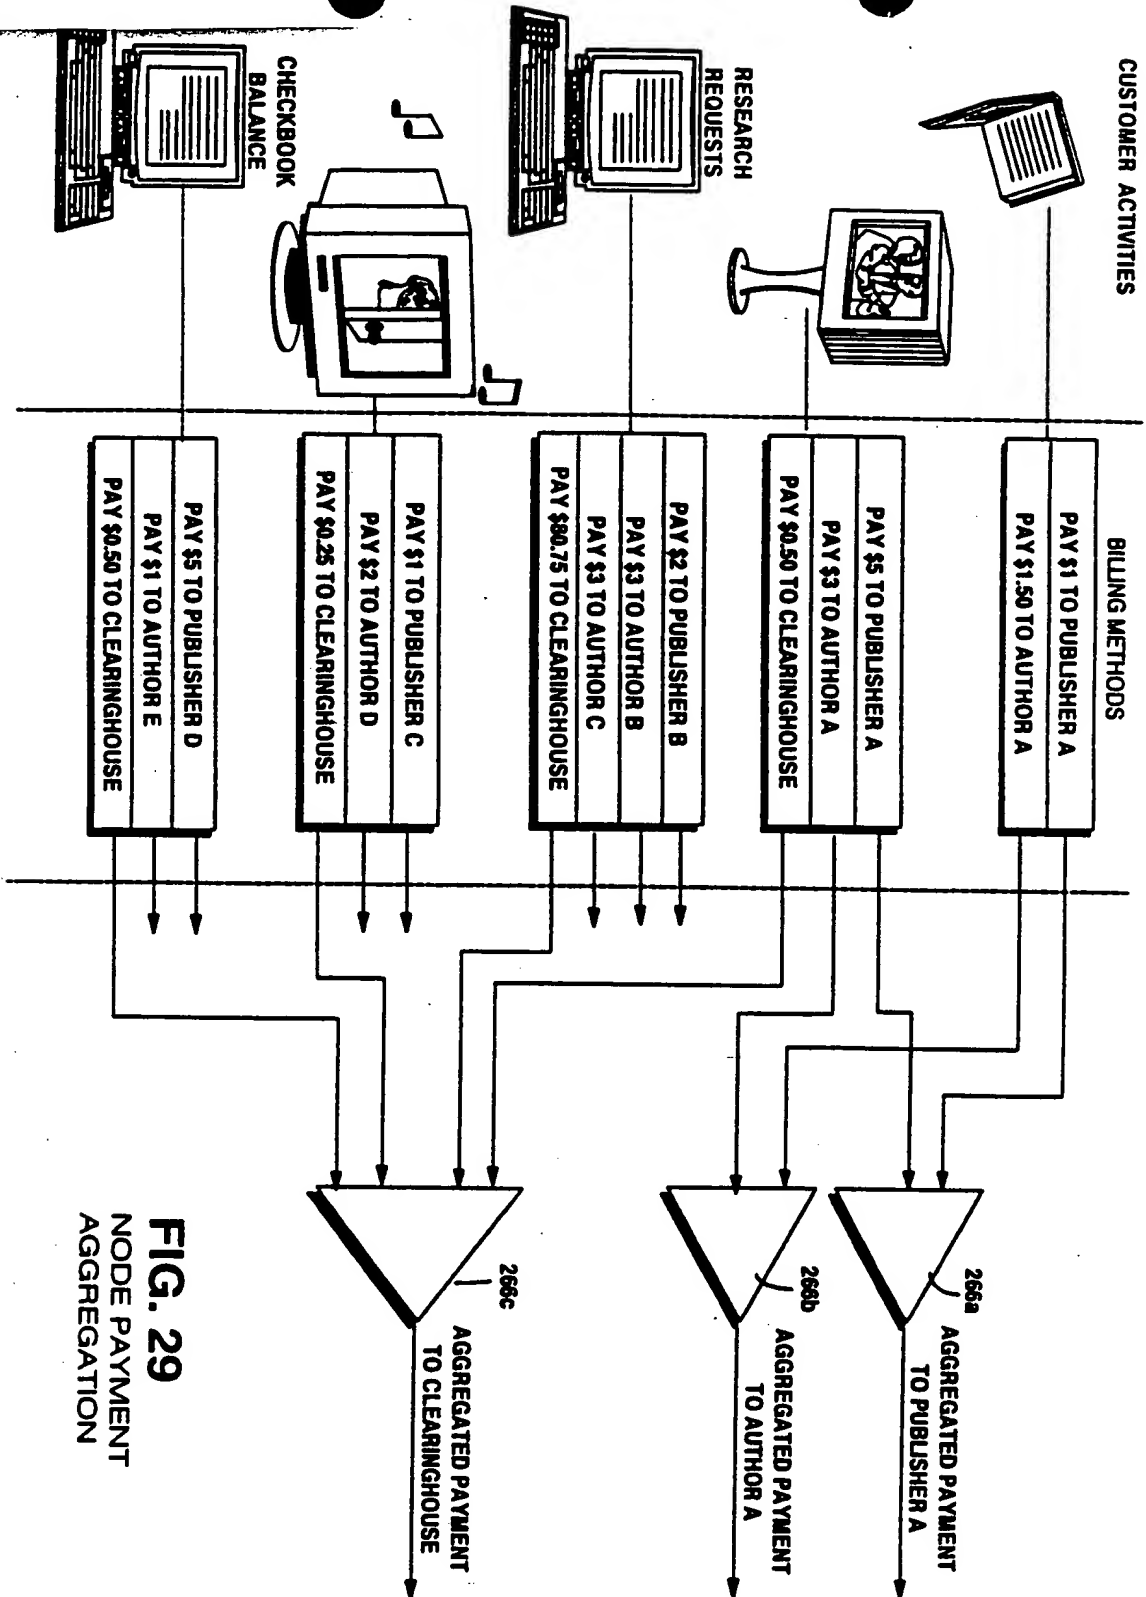 CUSTOMER ACTIVITIES
BILLING METHODS
PAY $1 TO PUBLISHER A
PAY $1.50 TO AUTHOR A
PAY $5 TO PUBLISHER A
PAY $3 TO AUTHOR A
PAY $0.50 TO CLEARINGHOUSE
RESEARCH
REQUESTS
PAY $2 TO PUBLISHER B
PAY $3 TO AUTHOR B
PAY $3 TO AUTHOR C
PAY $80.75 TO CLEARINGHOUSE
PAY $1 TO PUBLISHER C
PAY $2 TO AUTHOR D
PAY $0.25 TO CLEARINGHOUSE
CHECKBOOK
BALANCE
PAY $5 TO PUBLISHER D
PAY $1 TO AUTHOR E
PAY $0.50 TO CLEARINGHOUSE
266a
AGGREGATED PAYMENT
TO PUBLISHER A
266b
AGGREGATED PAYMENT
TO AUTHOR A
266c
AGGREGATED PAYMENT
TO CLEARINGHOUSE
FIG. 29
NODE PAYMENT
AGGREGATION